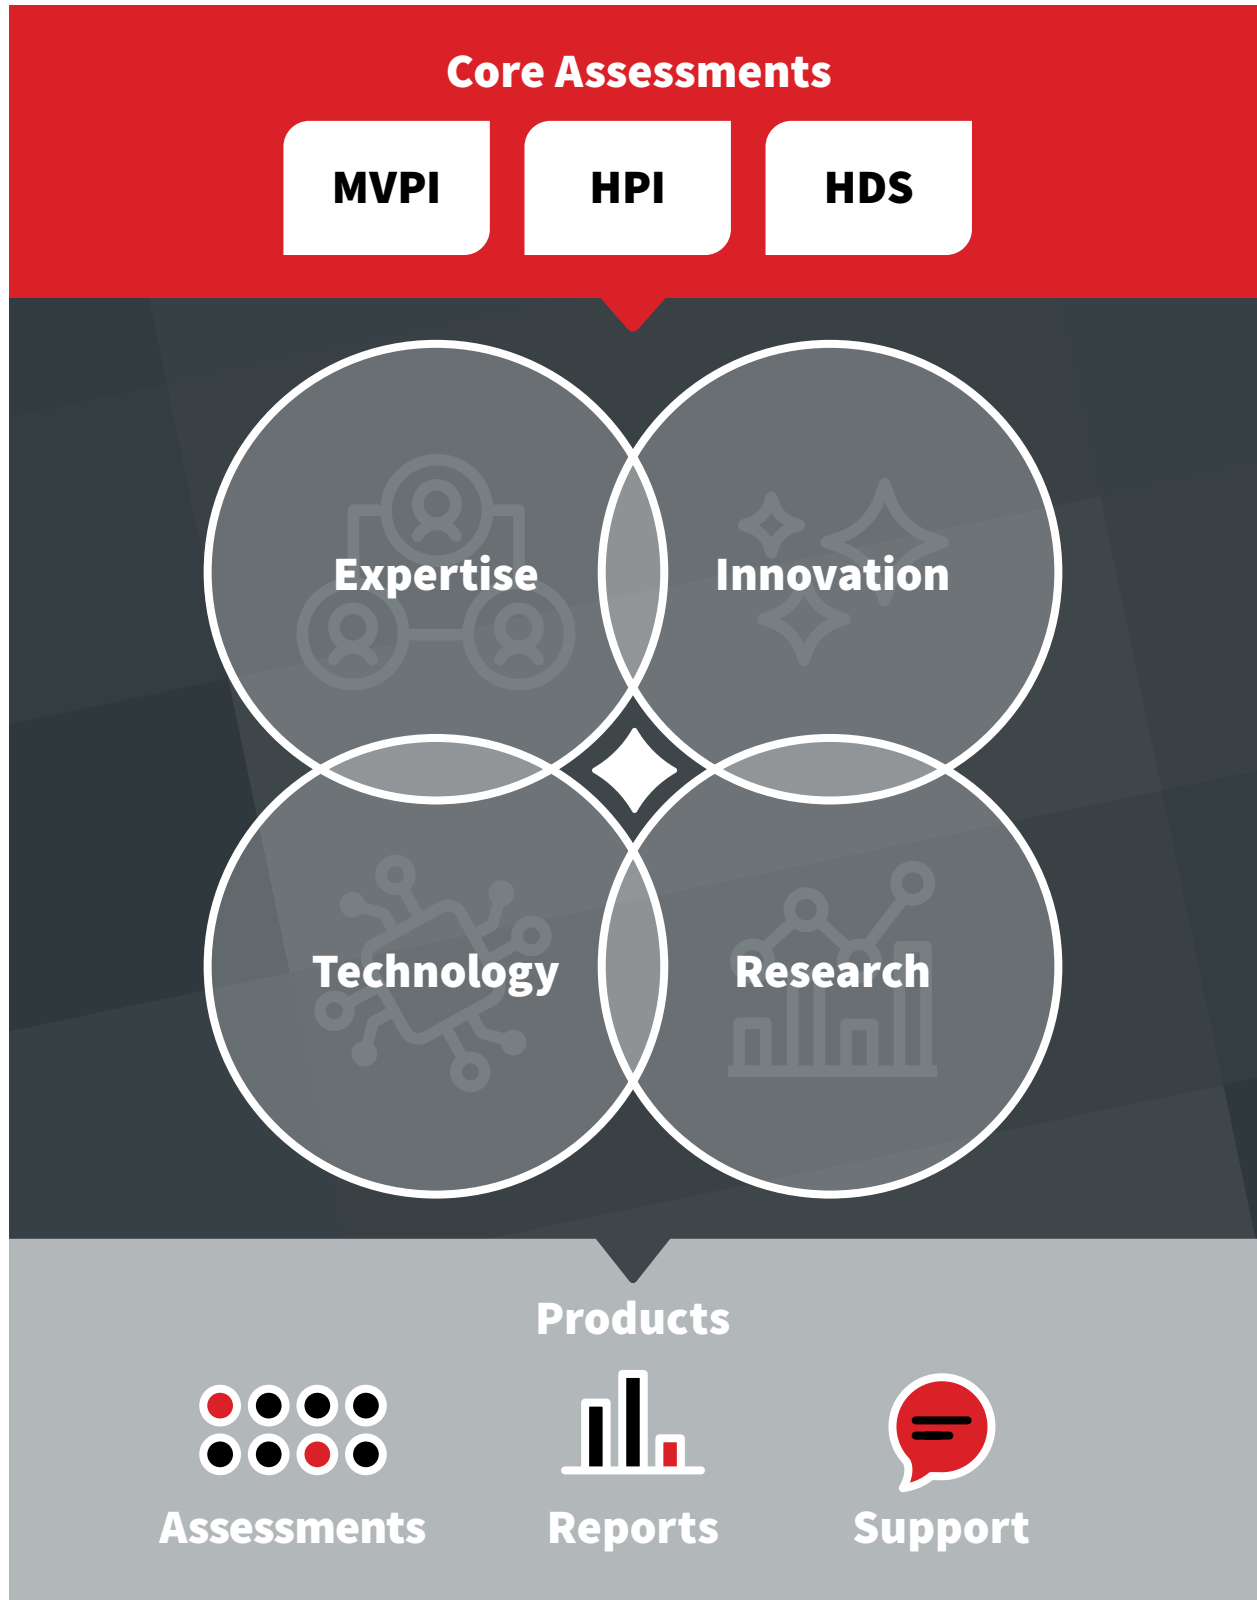 Core Assessments
MVPI
HPI
HDS
Expertise
Innovation
Technology
Research
Products
Assessments
Reports
Support